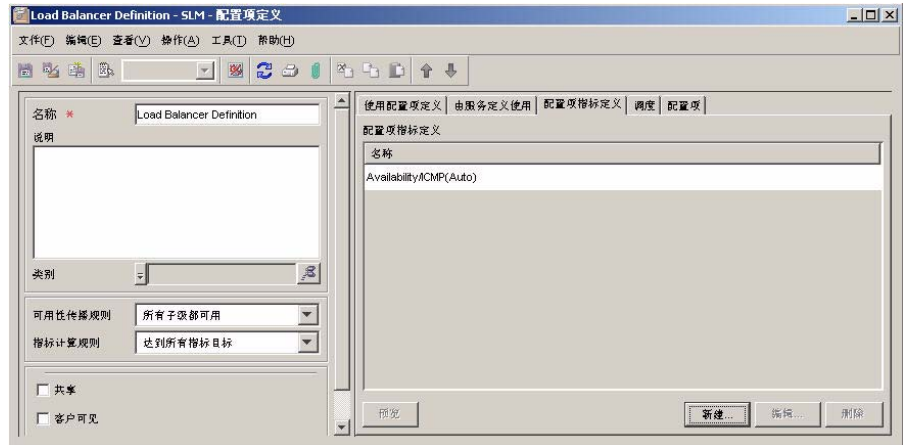 Load Balancer Definition - SLM - 配置项定义
文件(F) 编辑(E) 查看(V) 操作(A) 工具(T) 帮助(H)
名称 *
Load Balancer Definition
说明
类别
可用性传播规则
所有子级都可用
指标计算规则
达到所有指标目标
共享
客户可见
使用配置项定义 由服务定义使用 配置项指标定义 调度 配置项
配置项指标定义
名称
Availability/ICMP(Auto)
预览 新建... 编辑... 删除